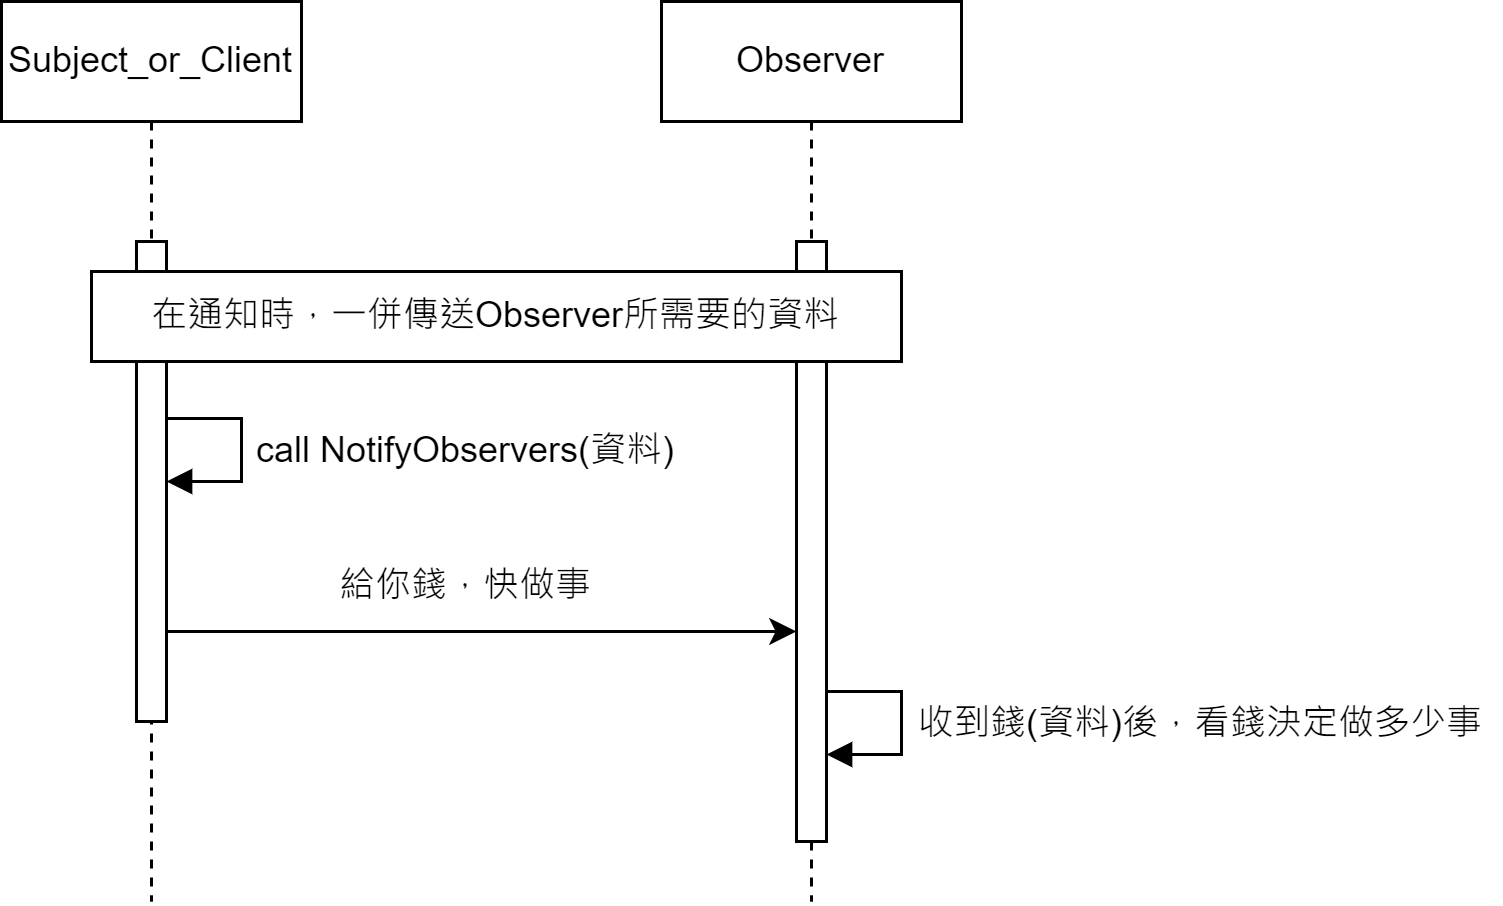 Subject_or_Client
Observer
在通知時，一併傳送Observer所需要的資料
call NotifyObservers(資料)
給你錢，快做事
收到錢(資料)後，看錢決定做多少事